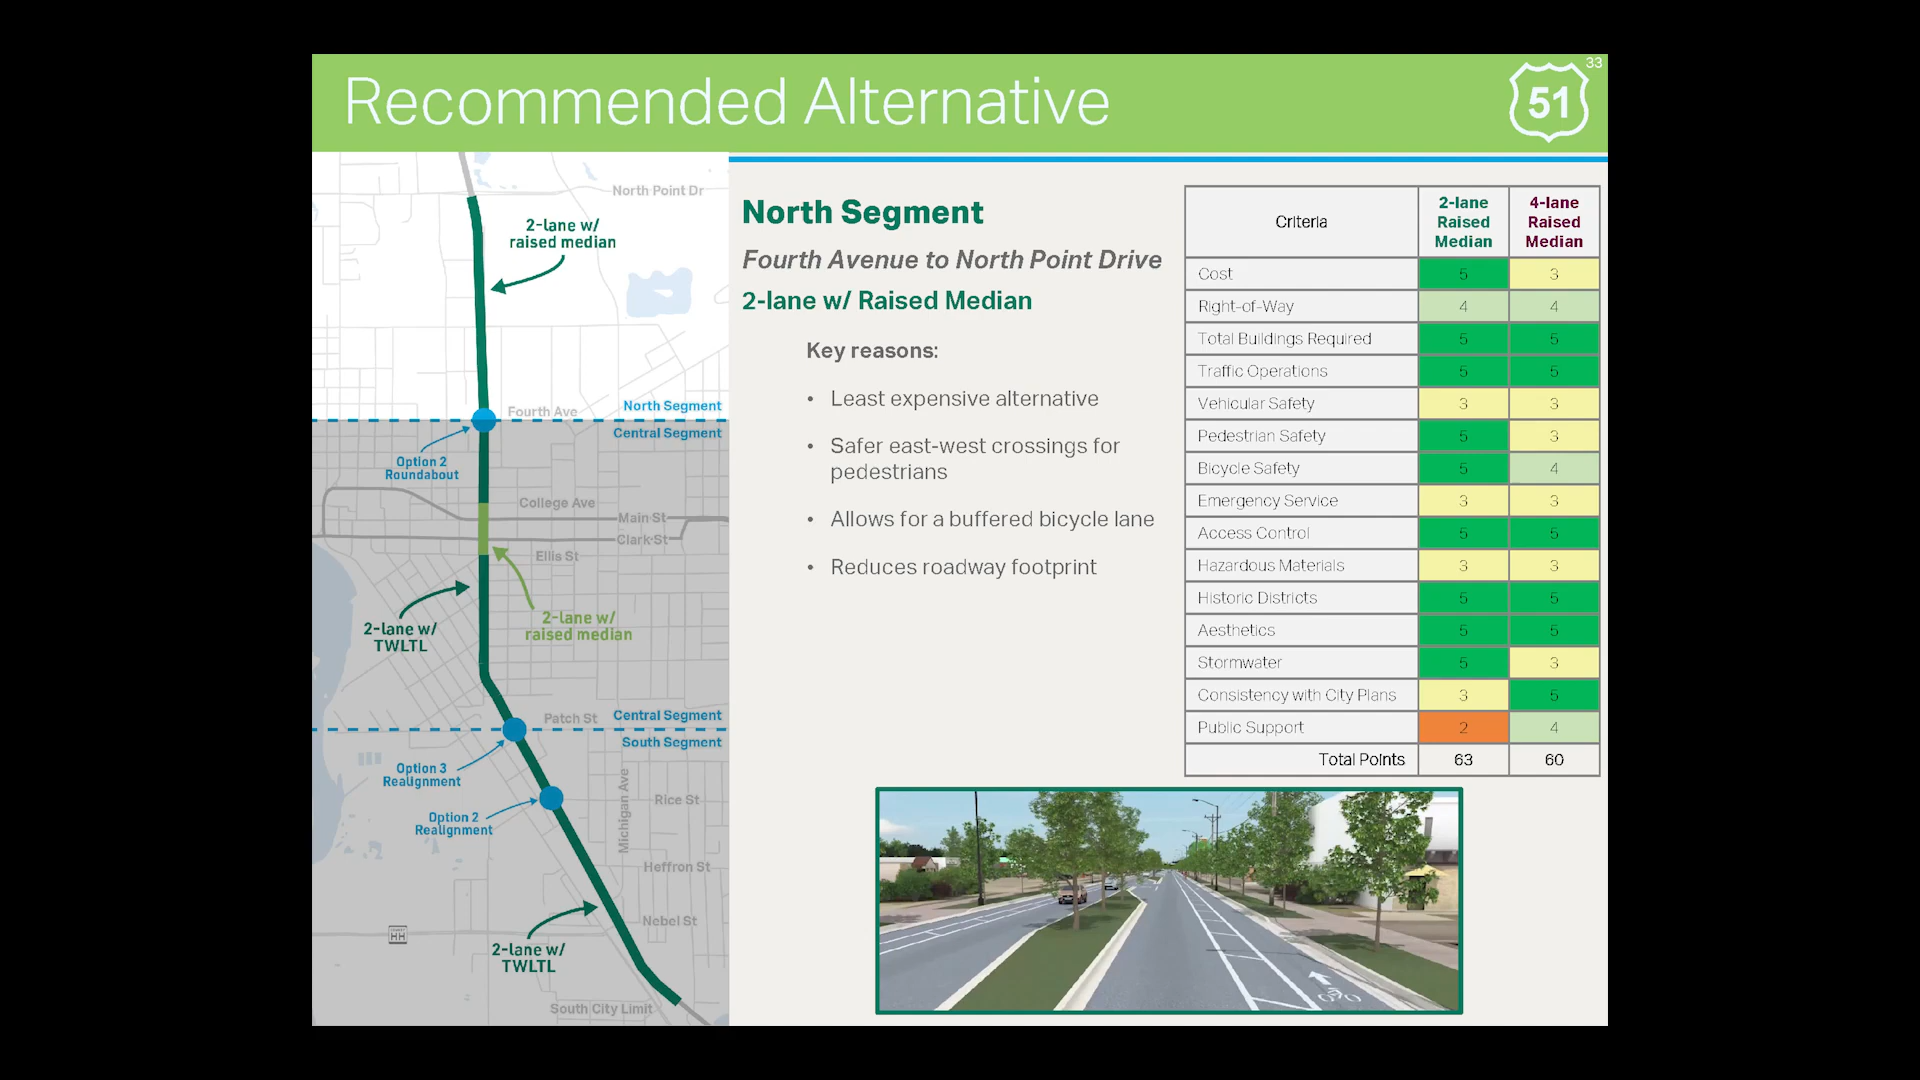 Recommended Alternative
51
33
North Point Dr
2-lane w/
raised median
Fourth Ave
North Segment
Central Segment
Option 2
Roundabout
College Ave
Main St
Clark St
Ellis St
2-lane w/
TWLTL
2-lane w/
raised median
Patch St
Central Segment
South Segment
Option 3
Realignment
Option 2
Realignment
Michigan Ave
Rice St
Heffron St
Nebel St
HH
2-lane w/
TWLTL
South City Limit
North Segment
Fourth Avenue to North Point Drive
2-lane w/ Raised Median
Key reasons:
• Least expensive alternative
• Safer east-west crossings for
pedestrians
• Allows for a buffered bicycle lane
• Reduces roadway footprint
Criteria 2-lane Raised Median 4-lane Raised Median
Cost 5 3
Right-of-Way 4 4
Total Buildings Required 5 5
Traffic Operations 5 5
Vehicular Safety 3 3
Pedestrian Safety 5 3
Bicycle Safety 5 4
Emergency Service 3 3
Access Control 5 5
Hazardous Materials 3 3
Historic Districts 5 5
Aesthetics 5 5
Stormwater 5 3
Consistency with City Plans 3 5
Public Support 2 4
Total Points 63 60